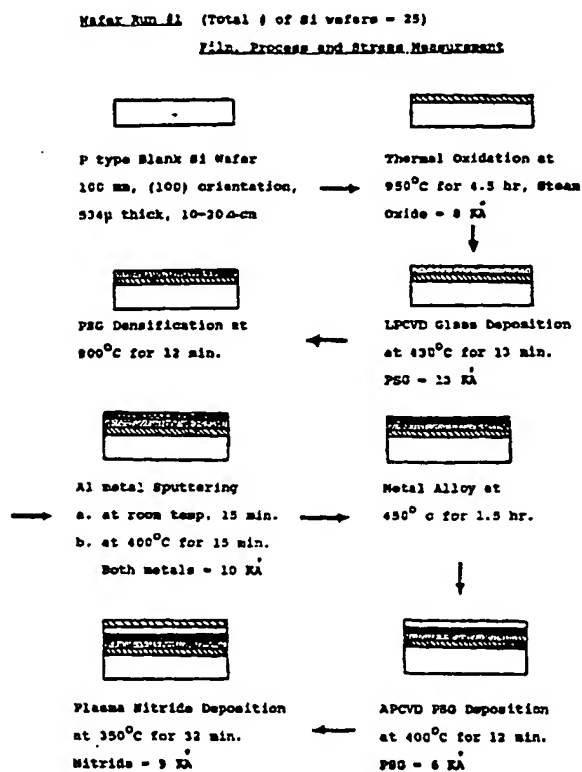 Wafer Run #1 (Total # of Si wafers = 25)
Film, Process and Stress Measurement
P type Blank Si Wafer
100 mm, (100) orientation,
534μ thick, 10-20Ω-cm
Thermal Oxidation at
950°C for 4.5 hr, Steam
Oxide = 8 KÅ
PSG Densification at
900°C for 12 min.
LPCVD Glass Deposition
at 430°C for 13 min.
PSG = 13 KÅ
Al metal Sputtering
a. at room temp. 15 min.
b. at 400°C for 15 min.
Both metals = 10 KÅ
Metal Alloy at
450° C for 1.5 hr.
Plasma Nitride Deposition
at 350°C for 32 min.
Nitride = 9 KÅ
APCVD PSG Deposition
at 400°C for 12 min.
PSG = 6 KÅ